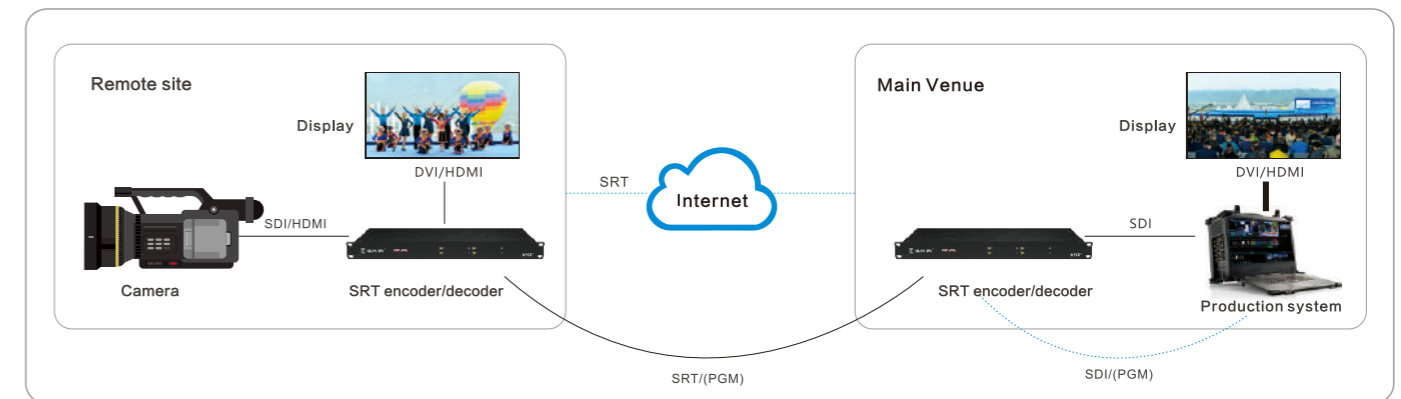 Remote site
Display
DVI/HDMI
SDI/HDMI
Camera
SRT encoder/decoder
SRT
Internet
Main Venue
Display
DVI/HDMI
SDI
SRT encoder/decoder
Production system
SRT/(PGM)
SDI/(PGM)